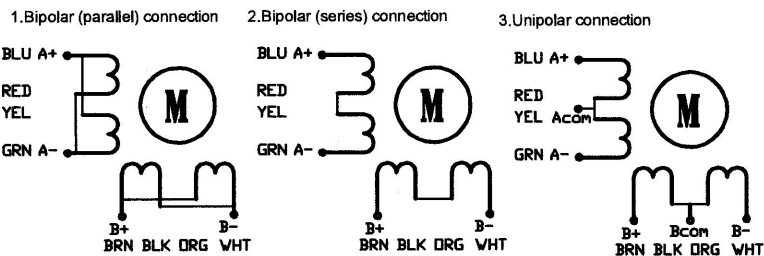 1.Bipolar (parallel) connection
BLU A+
RED
YEL
GRN A-
M
B+ B-
BRN BLK ORG WHT
2.Bipolar (series) connection
BLU A+
RED
YEL
GRN A-
M
B+ B-
BRN BLK ORG WHT
3.Unipolar connection
BLU A+
RED
YEL Acom
GRN A-
M
B+ Bcom B-
BRN BLK ORG WHT